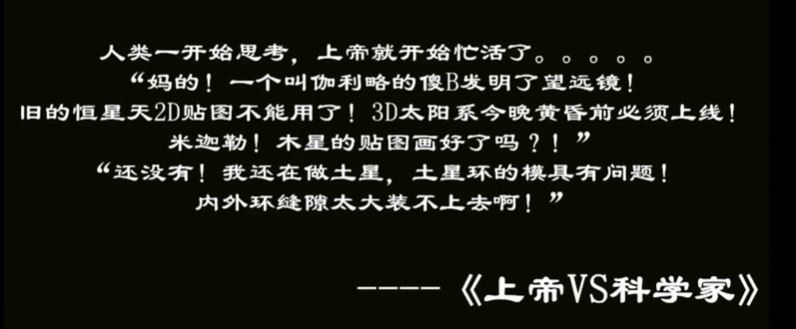 人类一开始思考，上帝就开始忙活了。。。。。
“妈的！一个叫伽利略的傻B发明了望远镜！
旧的恒星天2D贴图不能用了！3D太阳系今晚黄昏前必须上线！
米迦勒！木星的贴图画好了吗？！”
“还没有！我还在做土星，土星环的模具有问题！
内外环缝隙太大装不上去啊！”
----《上帝VS科学家》